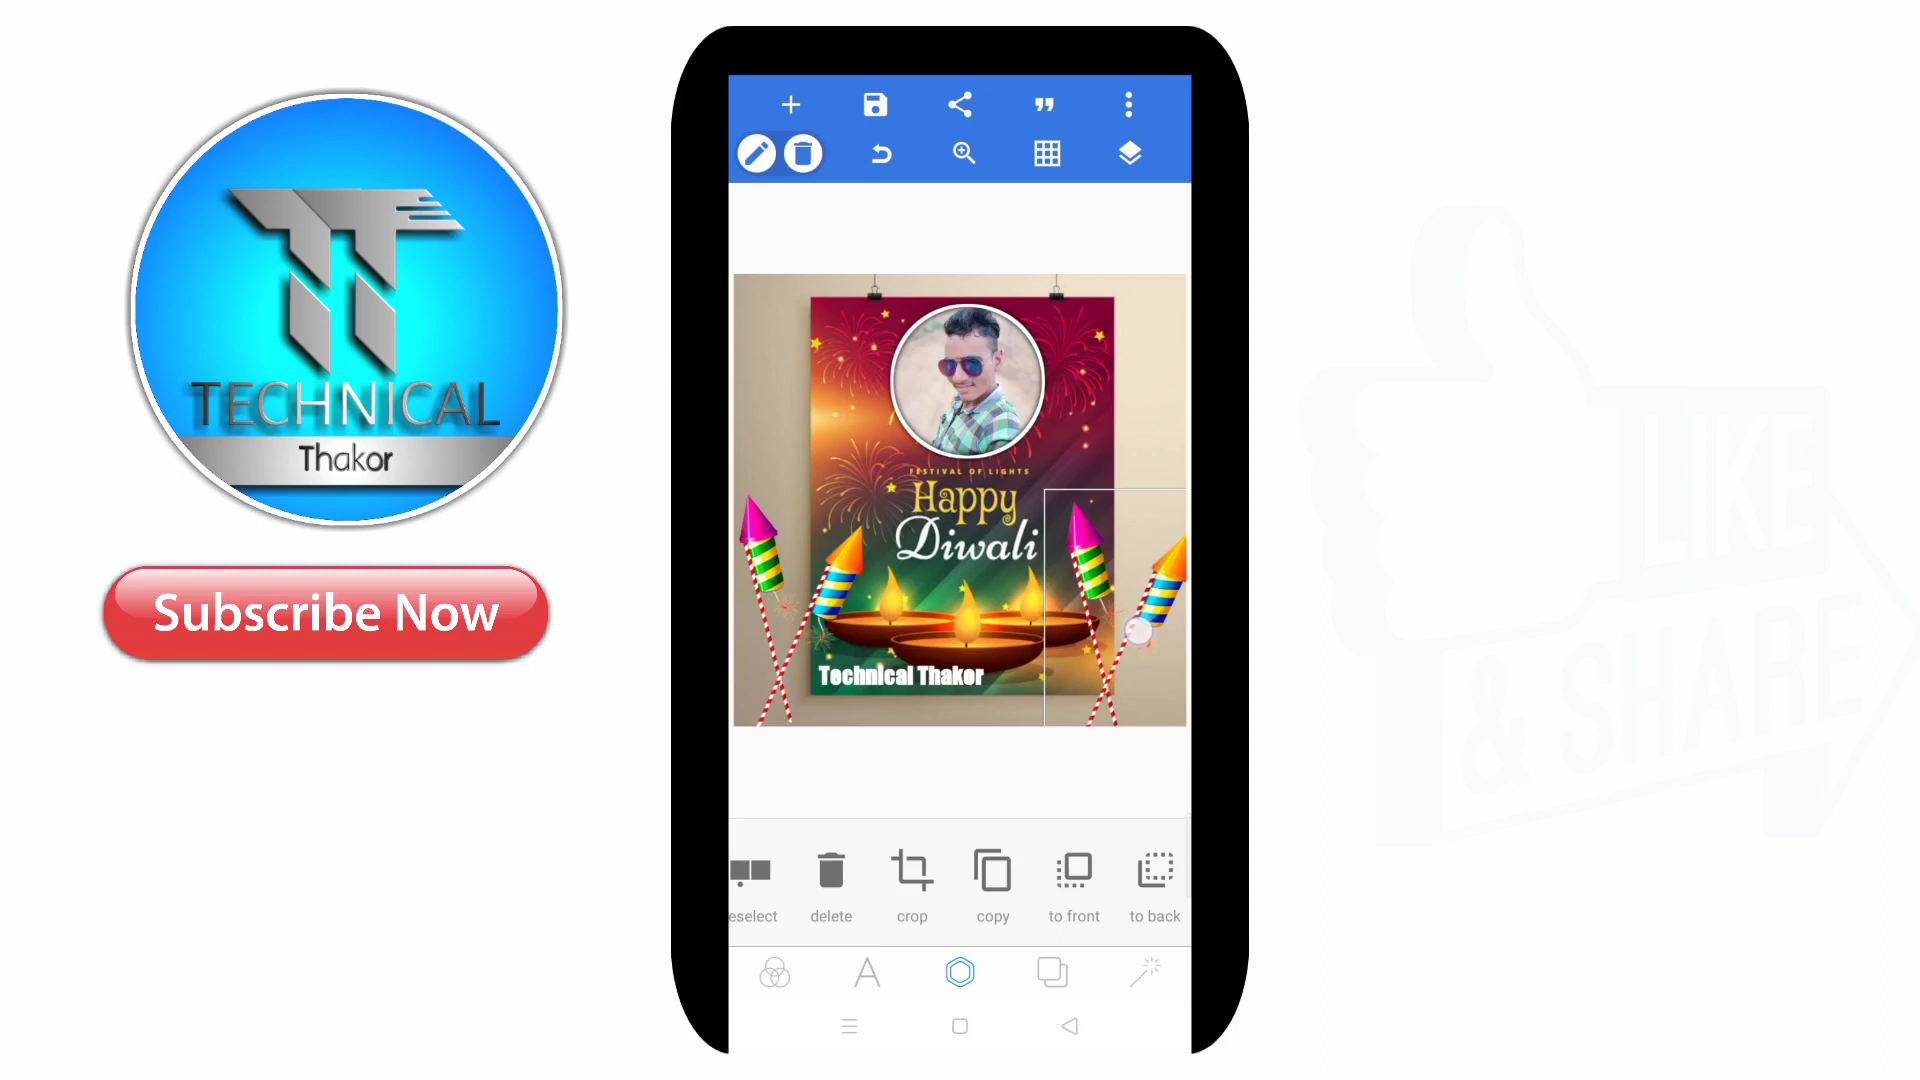 TECHNICAL
Thakor
Subscribe Now
FESTIVAL OF LIGHTS
Happy
Diwali
Technical Thakor
eselect
delete
crop
copy
to front
to back
LIKE
& SHARE